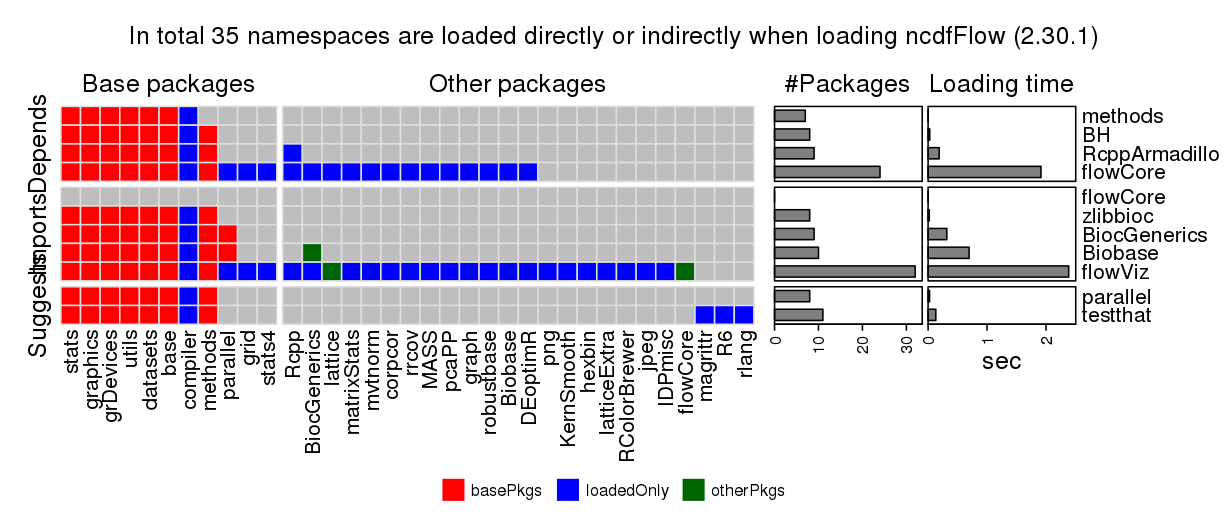 In total 35 namespaces are loaded directly or indirectly when loading ncdfFlow (2.30.1)
Base packages
Other packages
#Packages
Loading time
Depends
methods
BH
RcppArmadillo
flowCore
Imports
flowCore
zlibbioc
BiocGenerics
Biobase
flowViz
Suggests
parallel
testthat
stats
graphics
grDevices
utils
datasets
base
compiler
methods
parallel
grid
stats4
Rcpp
BiocGenerics
lattice
matrixStats
mvtnorm
corpcor
rrcov
MASS
pcaPP
graph
robustbase
Biobase
DEoptimR
png
KernSmooth
hexbin
latticeExtra
RColorBrewer
jpeg
IDPmisc
flowCore
magrittr
R6
rlang
0
10
20
30
0
1
2
sec
basePkgs
loadedOnly
otherPkgs